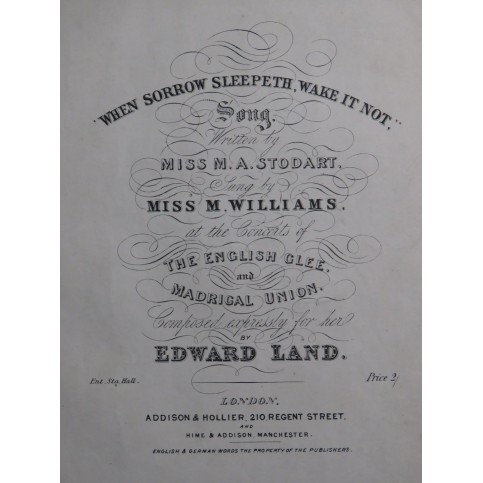 "WHEN SORROW SLEEPETH, WAKE IT NOT,"
Song.
Written by
MISS M. A. STODART.
Sung by
MISS M. WILLIAMS.
at the Concerts of
THE ENGLISH GLEE,
and
MADRIGAL UNION.
Composed expressly for her
BY
EDWARD LAND.
Ent. Sta. Hall.
Price 2/
LONDON.
ADDISON & HOLLIER, 210, REGENT STREET,
AND
HIME & ADDISON, MANCHESTER.
ENGLISH & GERMAN WORDS THE PROPERTY OF THE PUBLISHERS.